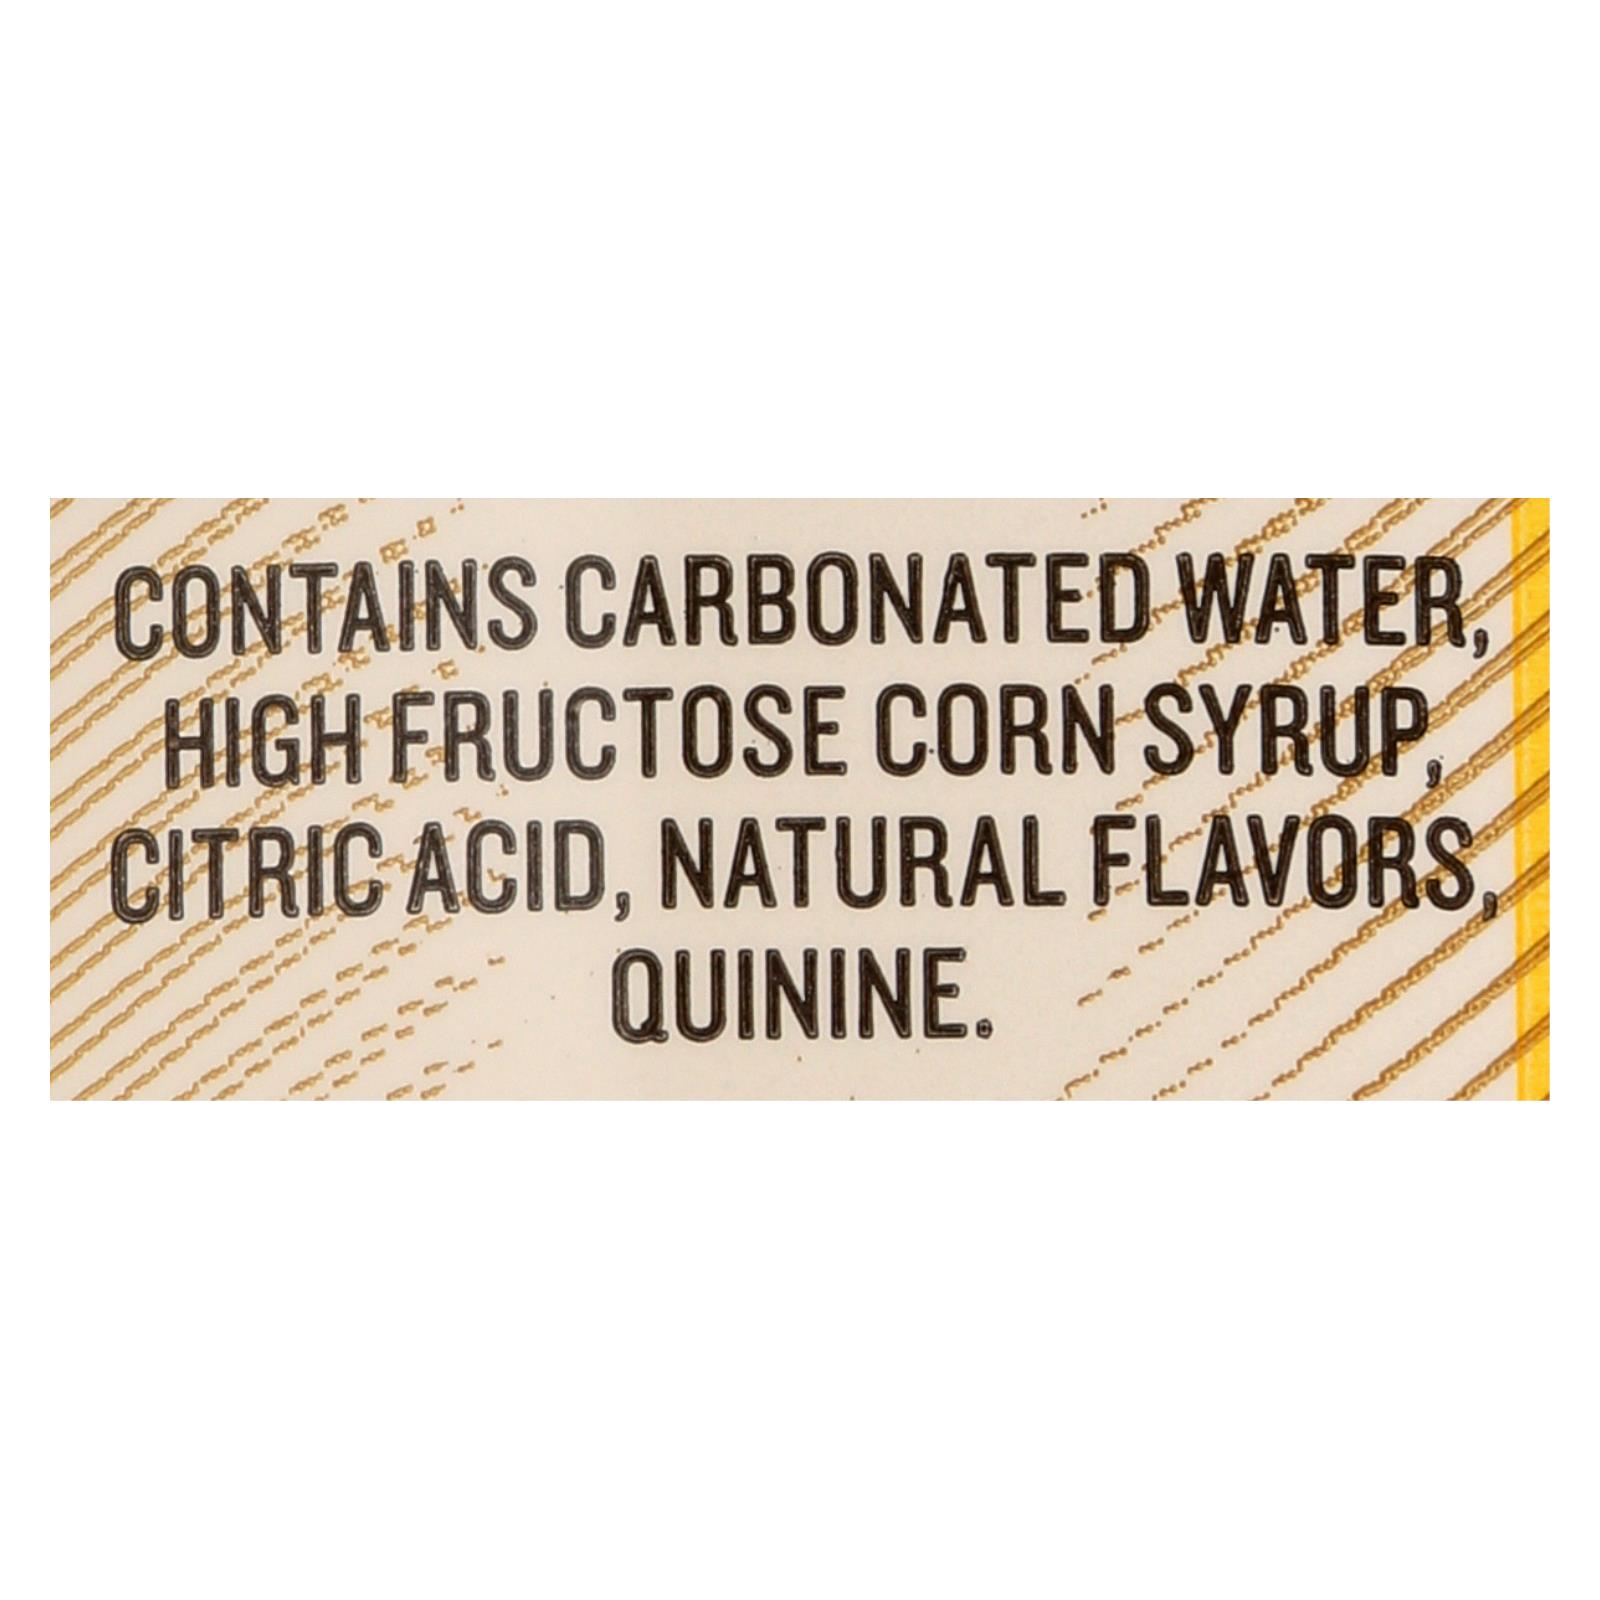 CONTAINS CARBONATED WATER,
HIGH FRUCTOSE CORN SYRUP,
CITRIC ACID, NATURAL FLAVORS,
QUININE.